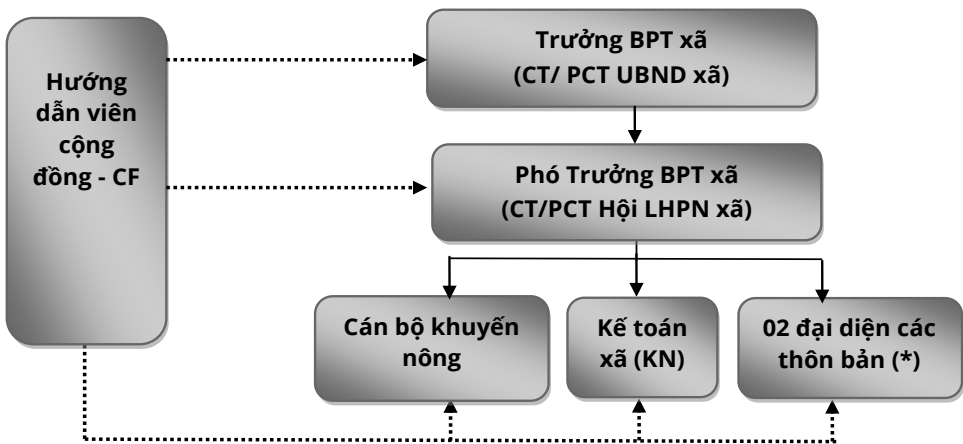 Hướng
dẫn viên
cộng
đồng - CF
Trưởng BPT xã
(CT/ PCT UBND xã)
Phó Trưởng BPT xã
(CT/PCT Hội LHPN xã)
Cán bộ khuyến
nông
Kế toán
xã (KN)
02 đại diện các
thôn bản (*)